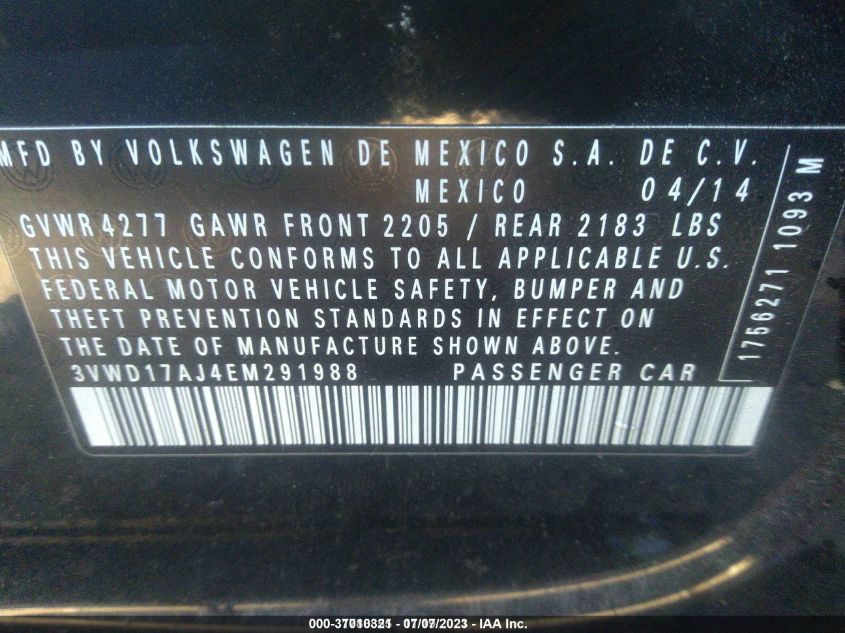 MFD BY VOLKSWAGEN DE MEXICO S.A. DE C.V.
MEXICO 04/14
GVWR4277 GAWR FRONT 2205 / REAR 2183 LBS
THIS VEHICLE CONFORMS TO ALL APPLICABLE U.S.
FEDERAL MOTOR VEHICLE SAFETY, BUMPER AND
THEFT PREVENTION STANDARDS IN EFFECT ON
THE DATE OF MANUFACTURE SHOWN ABOVE.
3VWD17AJ4EM291988 PASSENGER CAR
1756271 1093 M
000-37010321 - 07/07/2023 - IAA Inc.